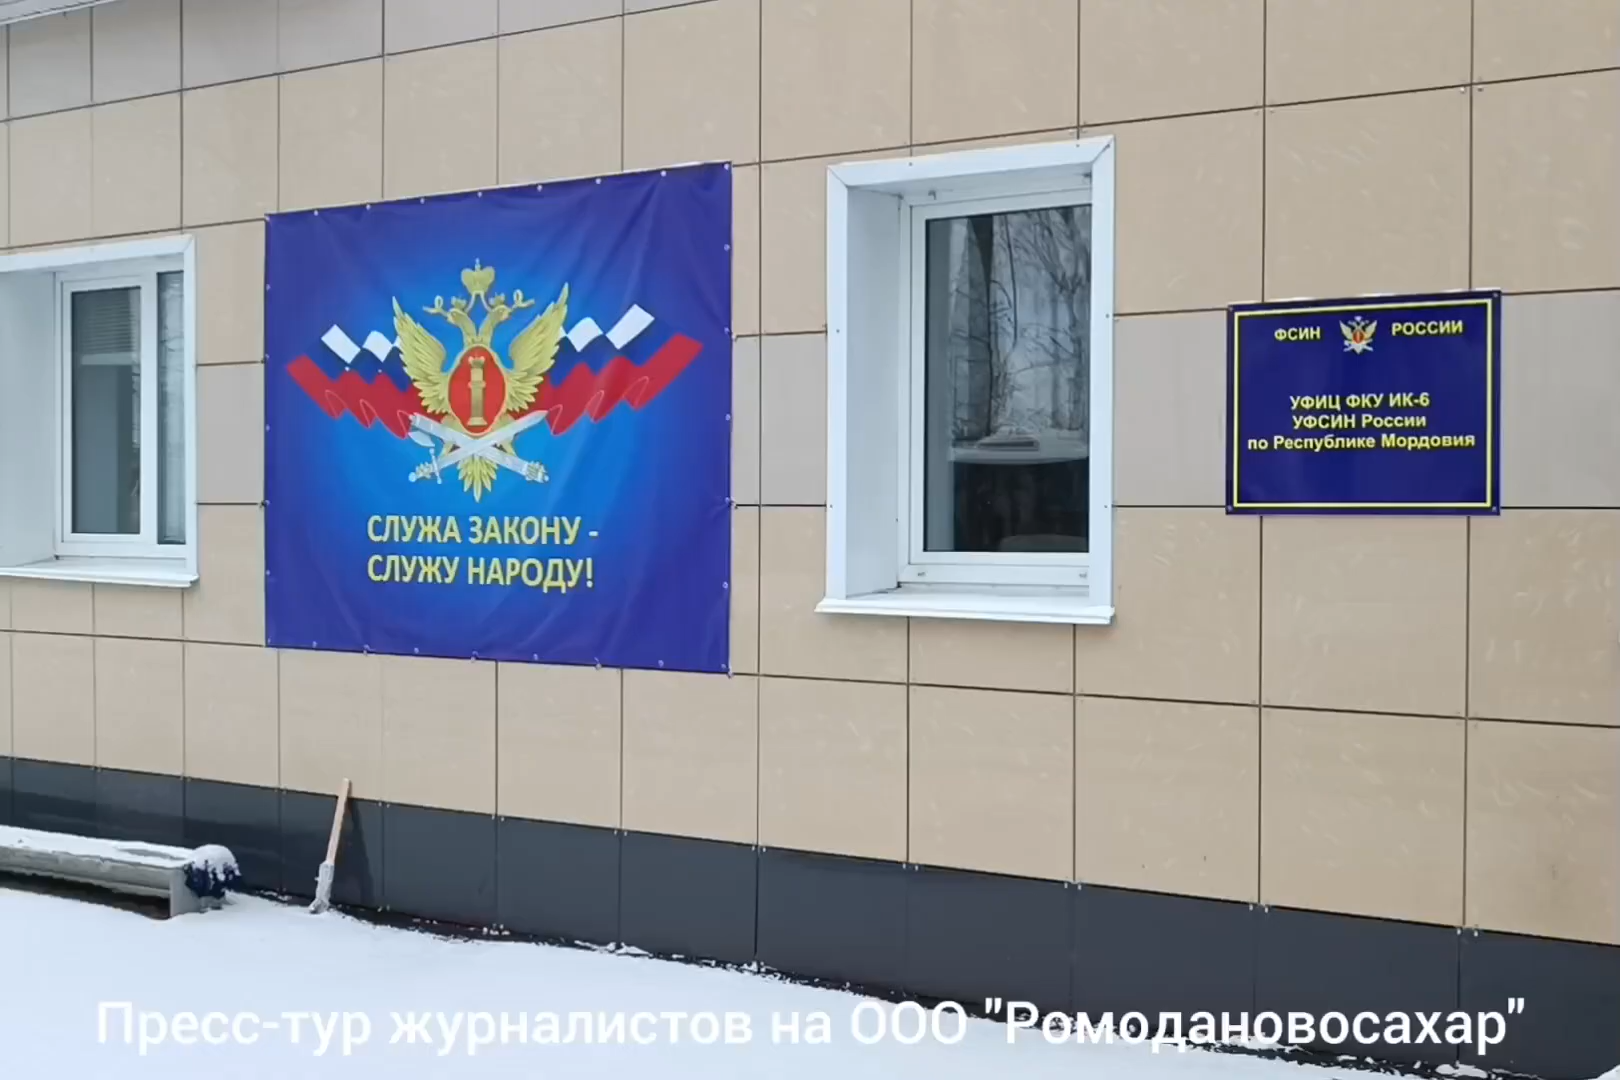 СЛУЖА ЗАКОНУ -
СЛУЖУ НАРОДУ!
ФСИН РОССИИ
УФИЦ ФКУ ИК-6
УФСИН России
по Республике Мордовия
Пресс-тур журналистов на ООО "Ромодановосахар"